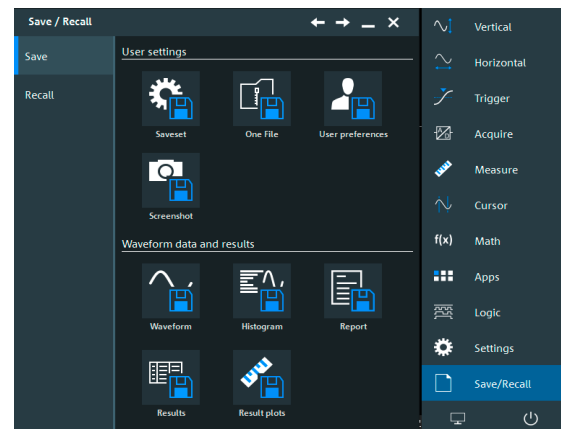 Save / Recall
Save
Recall
User settings
Saveset
One File
User preferences
Screenshot
Waveform data and results
Waveform
Histogram
Report
Results
Result plots
Vertical
Horizontal
Trigger
A
D
Acquire
Measure
Cursor
f(x)
Math
Apps
Logic
Settings
Save/Recall